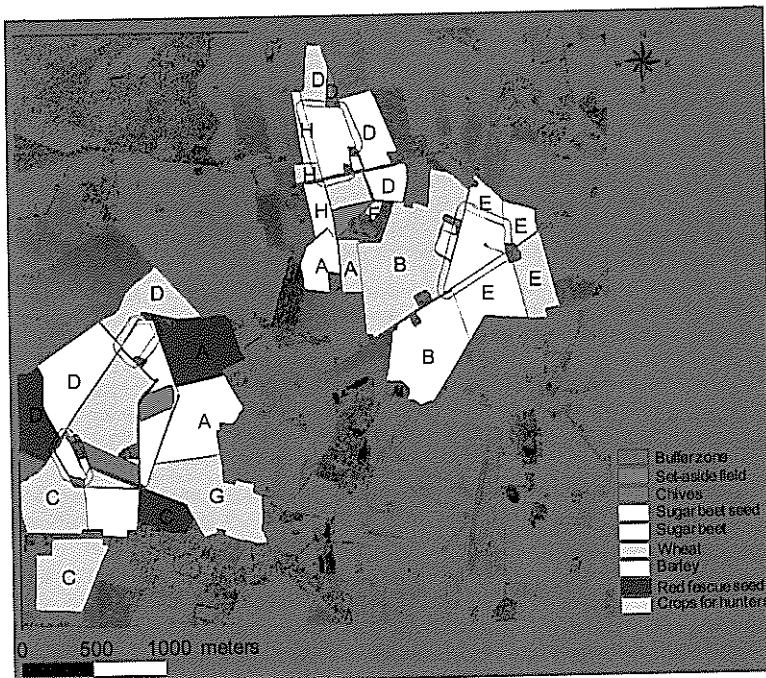 N
W E
S
D
D
H D
H D
H
E
F E
A A B E
E
D
B
A
D
D
A
C G
C
C
Bufferzone
Set-aside field
Chives
Sugar beet seed
Sugar beet
Wheat
Barley
Red fescue seed
Crops for hunters
0 500 1000 meters